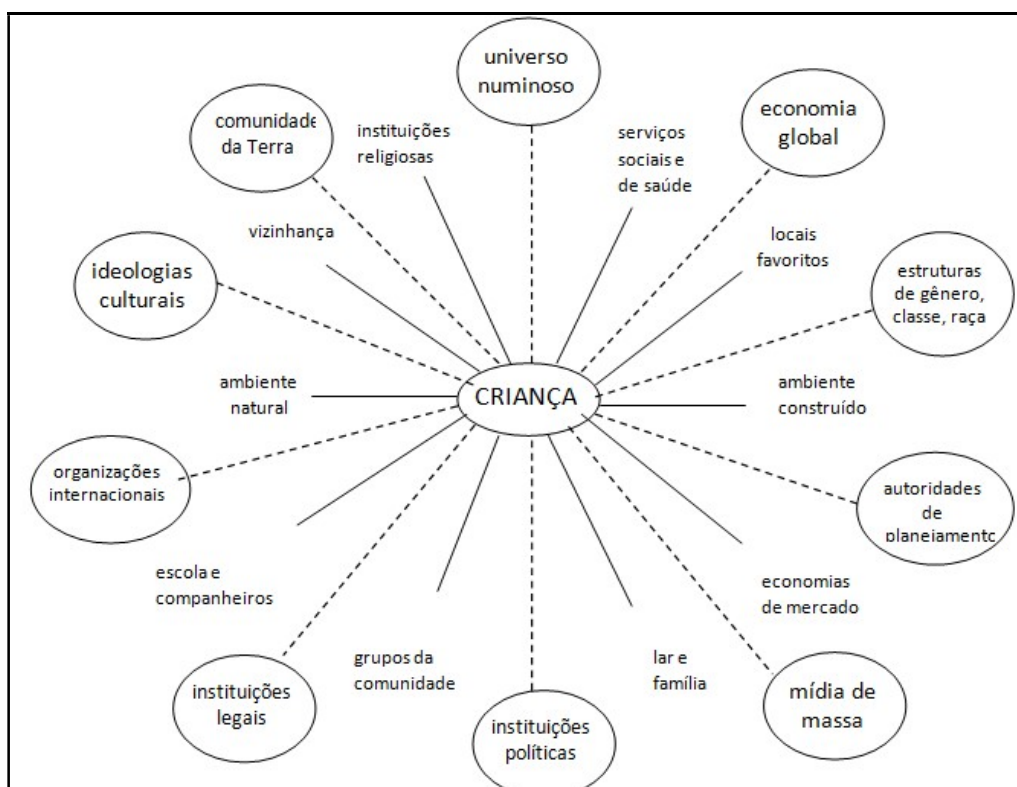 universo
numinoso
comunidade
da Terra
instituições
religiosas
serviços
sociais e
de saúde
economia
global
vizinhança
locais
favoritos
ideologias
culturais
estruturas
de gênero,
classe, raça
ambiente
natural
CRIANÇA
ambiente
construído
organizações
internacionais
autoridades
de
planejamento
escola e
companheiros
economias
de mercado
grupos da
comunidade
lar e
família
instituições
legais
instituições
políticas
mídia de
massa